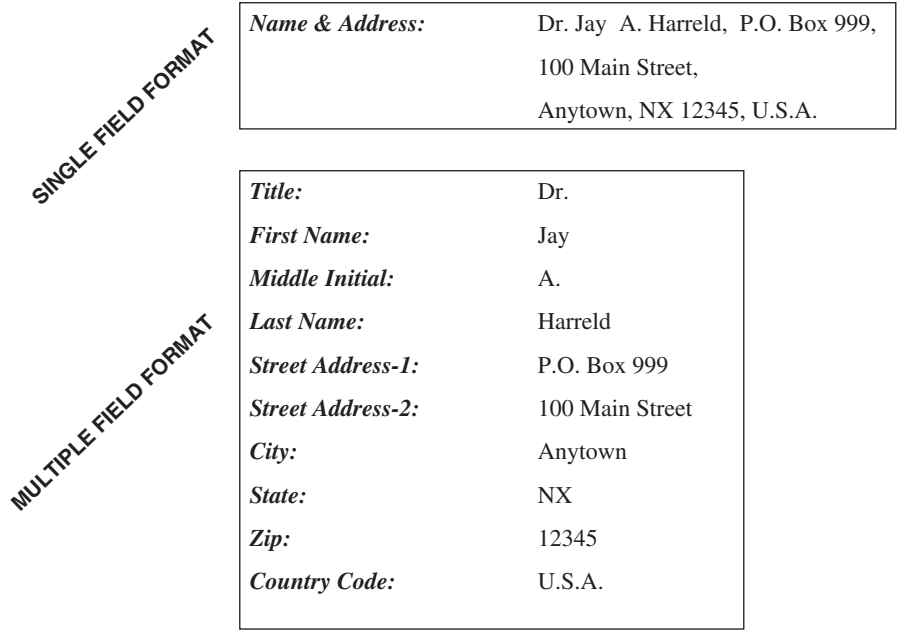 SINGLE FIELD FORMAT
Name & Address: Dr. Jay A. Harreld, P.O. Box 999,
100 Main Street,
Anytown, NX 12345, U.S.A.
MULTIPLE FIELD FORMAT
Title: Dr.
First Name: Jay
Middle Initial: A.
Last Name: Harreld
Street Address-1: P.O. Box 999
Street Address-2: 100 Main Street
City: Anytown
State: NX
Zip: 12345
Country Code: U.S.A.